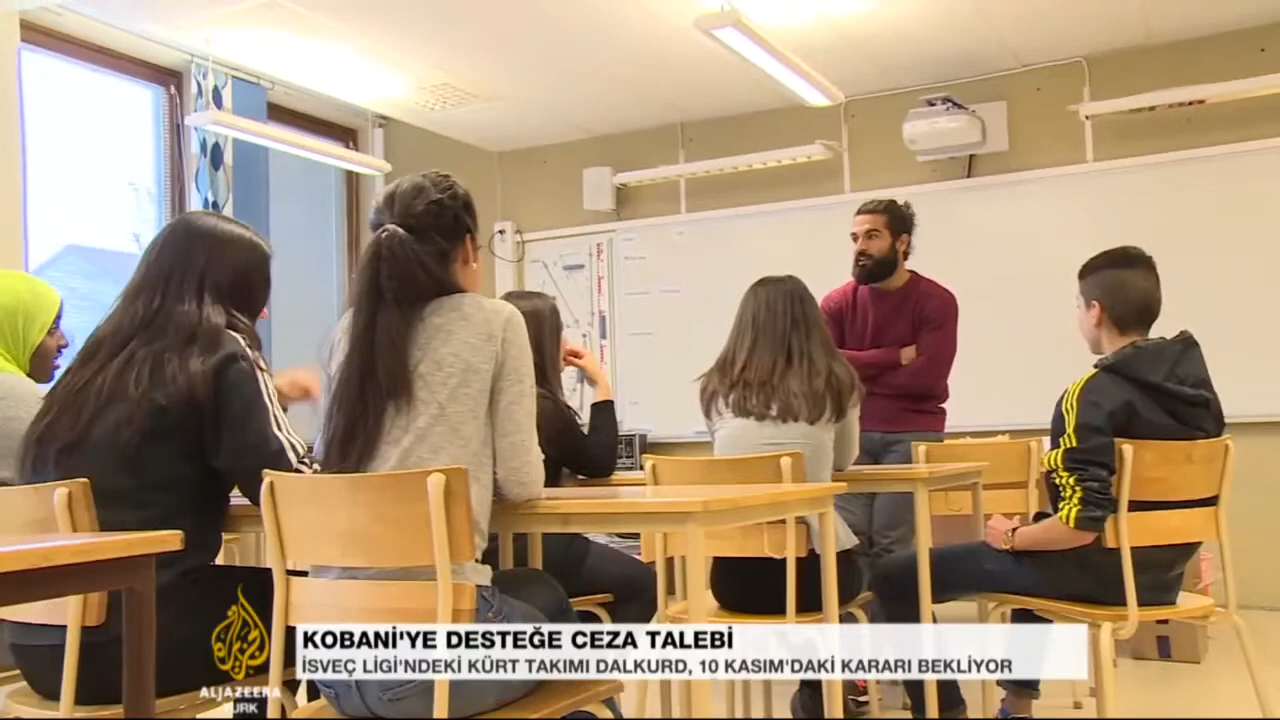 KOBANİ'YE DESTEĞE CEZA TALEBİ
İSVEÇ LİGİ'NDEKİ KÜRT TAKIMI DALKURD, 10 KASIM'DAKİ KARARI BEKLİYOR
ALJAZEERA
TURK